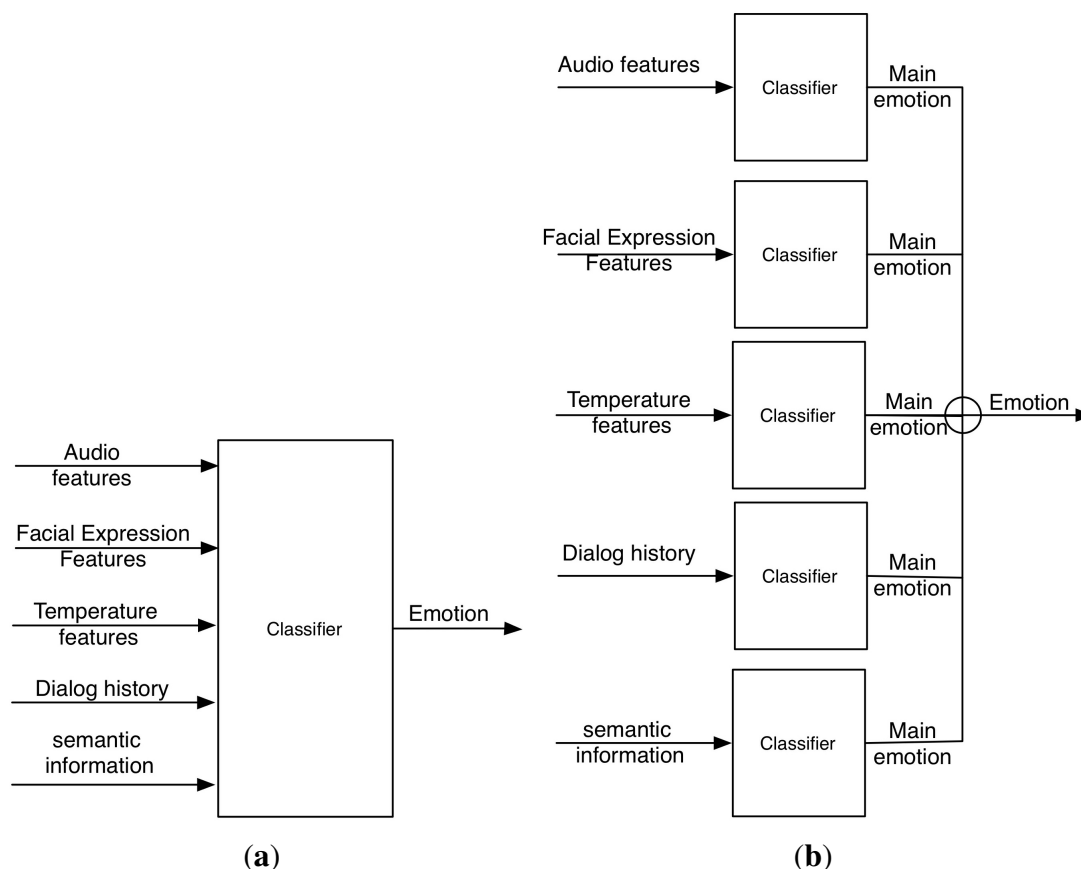 Audio
features
Facial Expression
Features
Temperature
features
Dialog history
semantic
information
Classifier
Emotion
(a)
Audio features
Classifier
Main
emotion
Facial Expression
Features
Classifier
Main
emotion
Temperature
features
Classifier
Main
emotion
Emotion
Dialog history
Classifier
Main
emotion
semantic
information
Classifier
Main
emotion
(b)